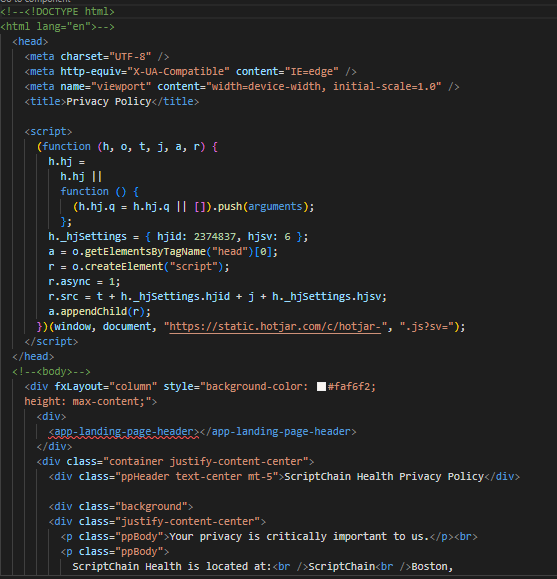 <!--<!DOCTYPE html>
<html lang="en">-->
<head>
<meta charset="UTF-8" />
<meta http-equiv="X-UA-Compatible" content="IE=edge" />
<meta name="viewport" content="width=device-width, initial-scale=1.0" />
<title>Privacy Policy</title>
<script>
(function (h, o, t, j, a, r) {
h.hj =
h.hj ||
function () {
(h.hj.q = h.hj.q || []).push(arguments);
};
h._hjSettings = { hjid: 2374837, hjsv: 6 };
a = o.getElementsByTagName("head")[0];
r = o.createElement("script");
r.async = 1;
r.src = t + h._hjSettings.hjid + j + h._hjSettings.hjsv;
a.appendChild(r);
})(window, document, "https://static.hotjar.com/c/hotjar-", ".js?sv=");
</script>
</head>
<!--<body>-->
<div fxLayout="column" style="background-color: #faf6f2;
height: max-content;">
<div>
<app-landing-page-header></app-landing-page-header>
</div>
<div class="container justify-content-center">
<div class="ppHeader text-center mt-5">ScriptChain Health Privacy Policy</div>
<div class="background">
<div class="justify-content-center">
<p class="ppBody">Your privacy is critically important to us.</p><br>
<p class="ppBody">
ScriptChain Health is located at:<br />ScriptChain<br />Boston,